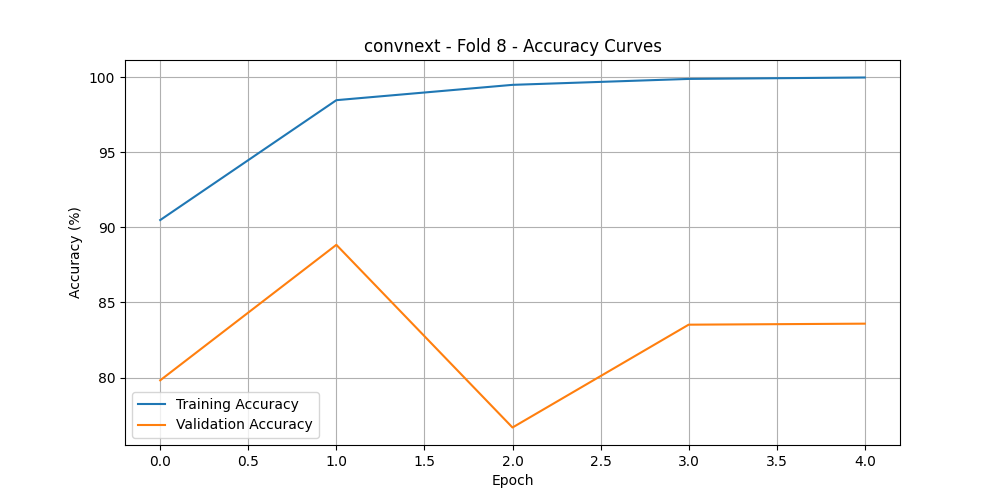 convnext - Fold 8 - Accuracy Curves
Accuracy (%)
100
95
90
85
80
Training Accuracy
Validation Accuracy
0.0 0.5 1.0 1.5 2.0 2.5 3.0 3.5 4.0
Epoch